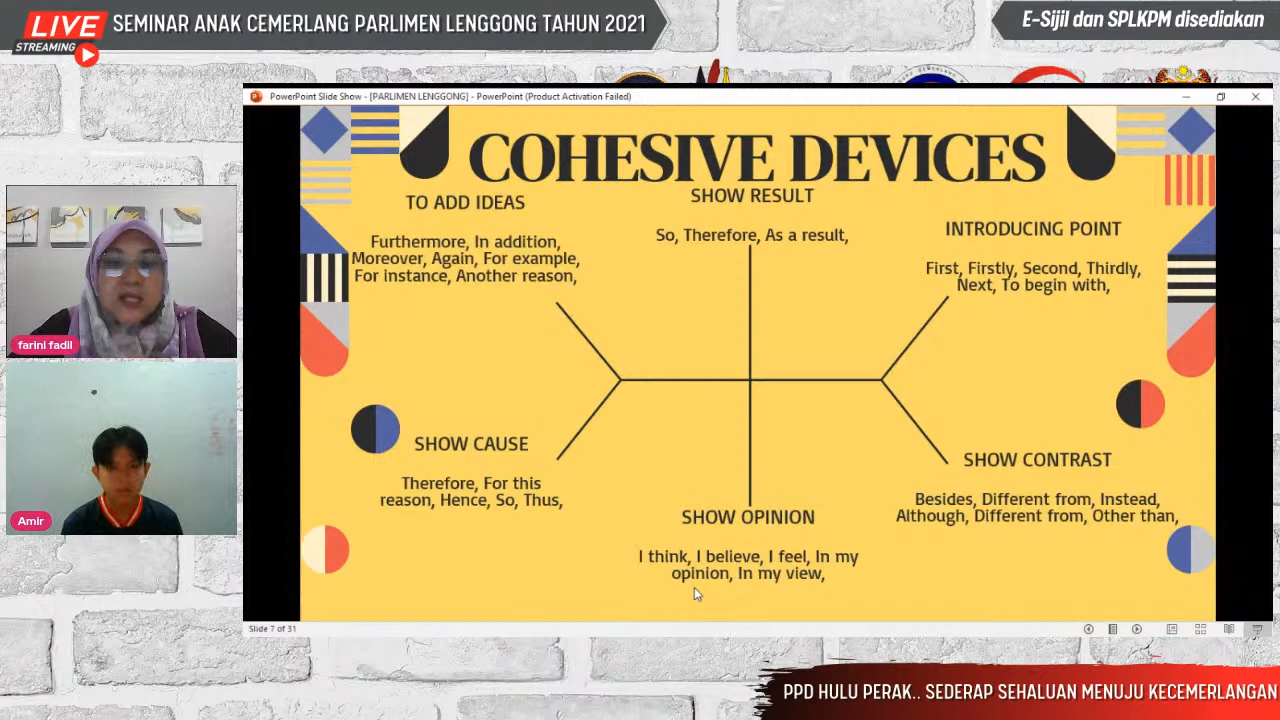 LIVE
STREAMING
SEMINAR ANAK CEMERLANG PARLIMEN LENGGONG TAHUN 2021
E-Sijil dan SPLKPM disediakan
PowerPoint Slide Show - [PARLIMEN LENGGONG] - PowerPoint (Product Activation Failed)
COHESIVE DEVICES
TO ADD IDEAS
Furthermore, In addition,
Moreover, Again, For example,
For instance, Another reason,
SHOW RESULT
So, Therefore, As a result,
INTRODUCING POINT
First, Firstly, Second, Thirdly,
Next, To begin with,
farini fadil
Amir
SHOW CAUSE
Therefore, For this
reason, Hence, So, Thus,
SHOW OPINION
I think, I believe, I feel, In my
opinion, In my view,
SHOW CONTRAST
Besides, Different from, Instead,
Although, Different from, Other than,
Slide 7 of 31
PPD HULU PERAK.. SEDERAP SEHALUAN MENUJU KECEMERLANGAN